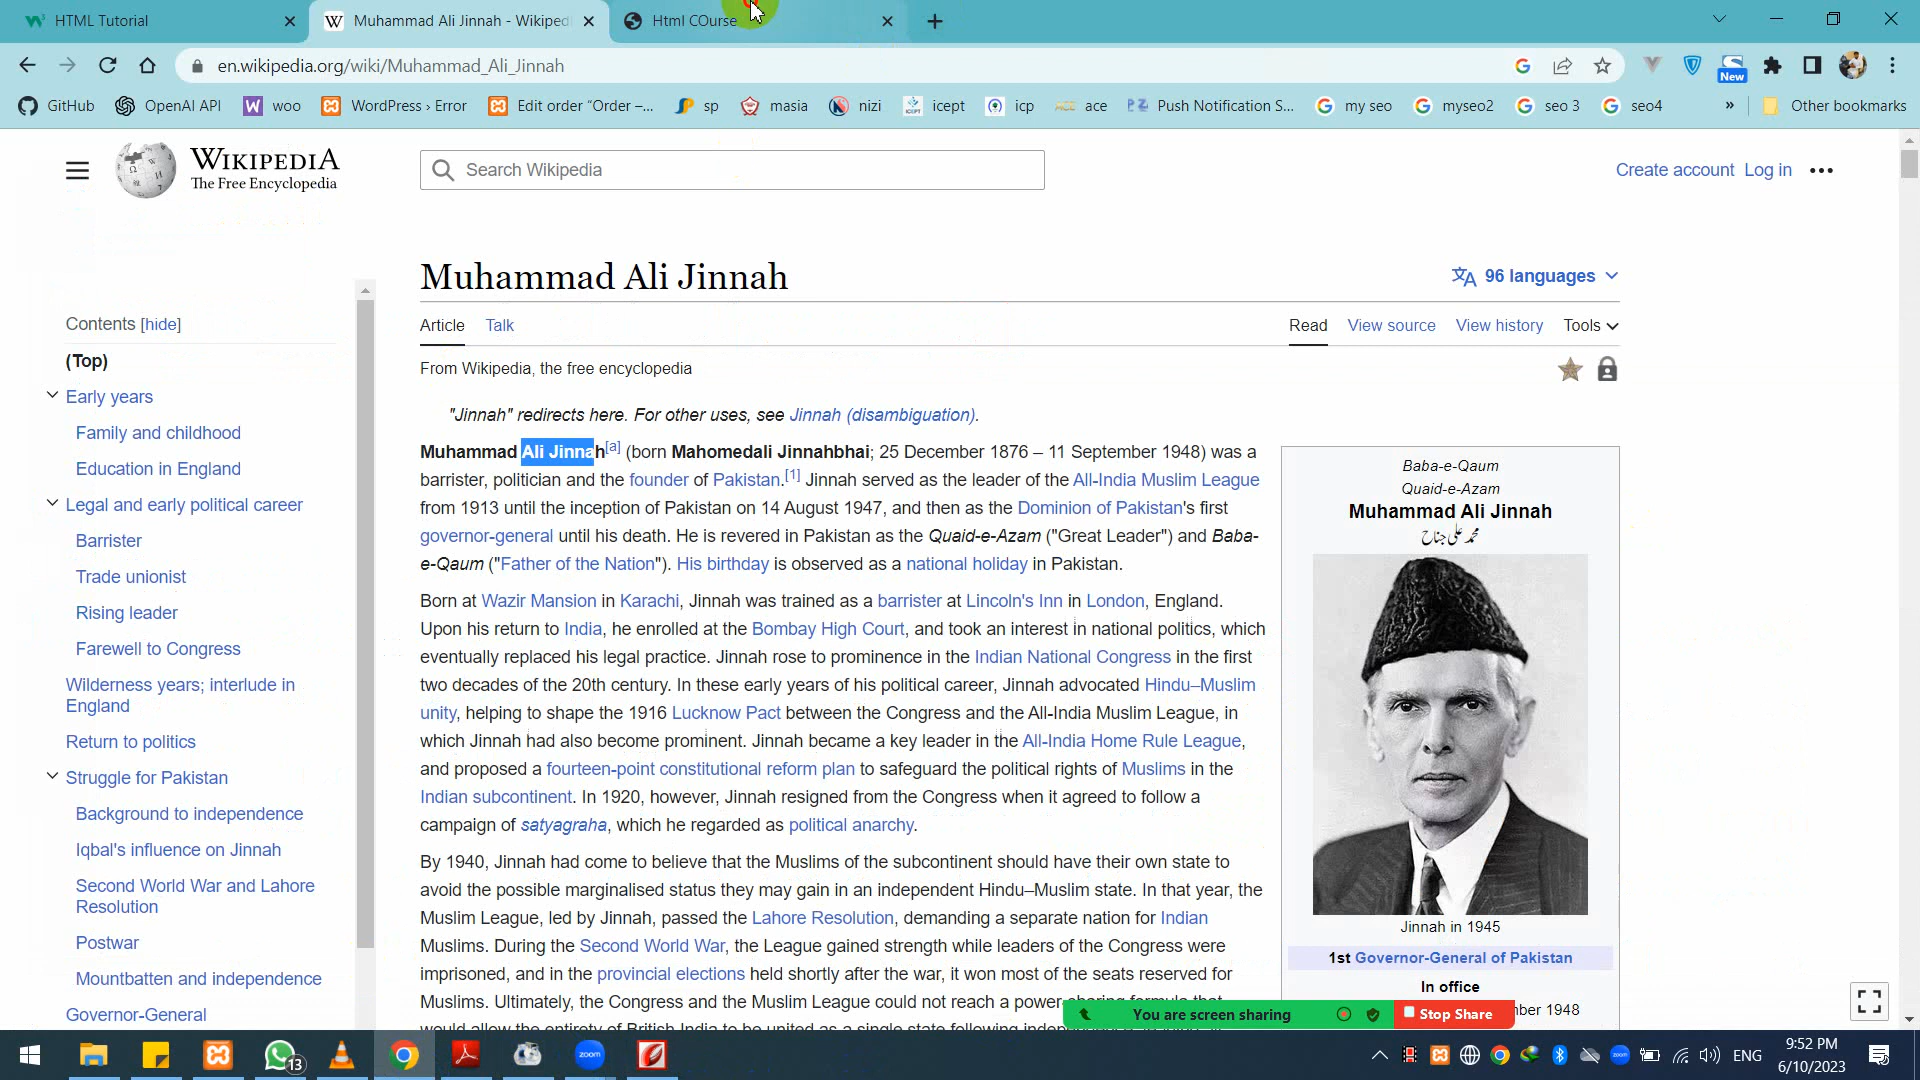 HTML Tutorial
Muhammad Ali Jinnah - Wikiped
Html COurse
en.wikipedia.org/wiki/Muhammad_Ali_Jinnah
New
GitHub
OpenAI API
woo
WordPress › Error
Edit order “Order –...
sp
masia
nizi
icept
icp
ace
Push Notification S...
my seo
myseo2
seo 3
seo4
»
Other bookmarks
WIKIPEDIA
The Free Encyclopedia
Search Wikipedia
Create account
Log in
Muhammad Ali Jinnah
96 languages
Article
Talk
Read
View source
View history
Tools
From Wikipedia, the free encyclopedia
Contents [hide]
(Top)
Early years
Family and childhood
Education in England
Legal and early political career
Barrister
Trade unionist
Rising leader
Farewell to Congress
Wilderness years; interlude in
England
Return to politics
Struggle for Pakistan
Background to independence
Iqbal's influence on Jinnah
Second World War and Lahore
Resolution
Postwar
Mountbatten and independence
Governor-General
"Jinnah" redirects here. For other uses, see Jinnah (disambiguation).
Muhammad Ali Jinnah[a] (born Mahomedali Jinnahbhai; 25 December 1876 – 11 September 1948) was a
barrister, politician and the founder of Pakistan.[1] Jinnah served as the leader of the All-India Muslim League
from 1913 until the inception of Pakistan on 14 August 1947, and then as the Dominion of Pakistan's first
governor-general until his death. He is revered in Pakistan as the Quaid-e-Azam ("Great Leader") and Baba-
e-Qaum ("Father of the Nation"). His birthday is observed as a national holiday in Pakistan.
Born at Wazir Mansion in Karachi, Jinnah was trained as a barrister at Lincoln's Inn in London, England.
Upon his return to India, he enrolled at the Bombay High Court, and took an interest in national politics, which
eventually replaced his legal practice. Jinnah rose to prominence in the Indian National Congress in the first
two decades of the 20th century. In these early years of his political career, Jinnah advocated Hindu–Muslim
unity, helping to shape the 1916 Lucknow Pact between the Congress and the All-India Muslim League, in
which Jinnah had also become prominent. Jinnah became a key leader in the All-India Home Rule League,
and proposed a fourteen-point constitutional reform plan to safeguard the political rights of Muslims in the
Indian subcontinent. In 1920, however, Jinnah resigned from the Congress when it agreed to follow a
campaign of satyagraha, which he regarded as political anarchy.
By 1940, Jinnah had come to believe that the Muslims of the subcontinent should have their own state to
avoid the possible marginalised status they may gain in an independent Hindu–Muslim state. In that year, the
Muslim League, led by Jinnah, passed the Lahore Resolution, demanding a separate nation for Indian
Muslims. During the Second World War, the League gained strength while leaders of the Congress were
imprisoned, and in the provincial elections held shortly after the war, it won most of the seats reserved for
Muslims. Ultimately, the Congress and the Muslim League could not reach a power-sharing formula that
would allow the entirety of British India to be united as a single state following
Baba-e-Qaum
Quaid-e-Azam
Muhammad Ali Jinnah
محمد علی جناح
Jinnah in 1945
1st Governor-General of Pakistan
In office
ber 1948
You are screen sharing
Stop Share
13
zoom
zoom
ENG
9:52 PM
6/10/2023